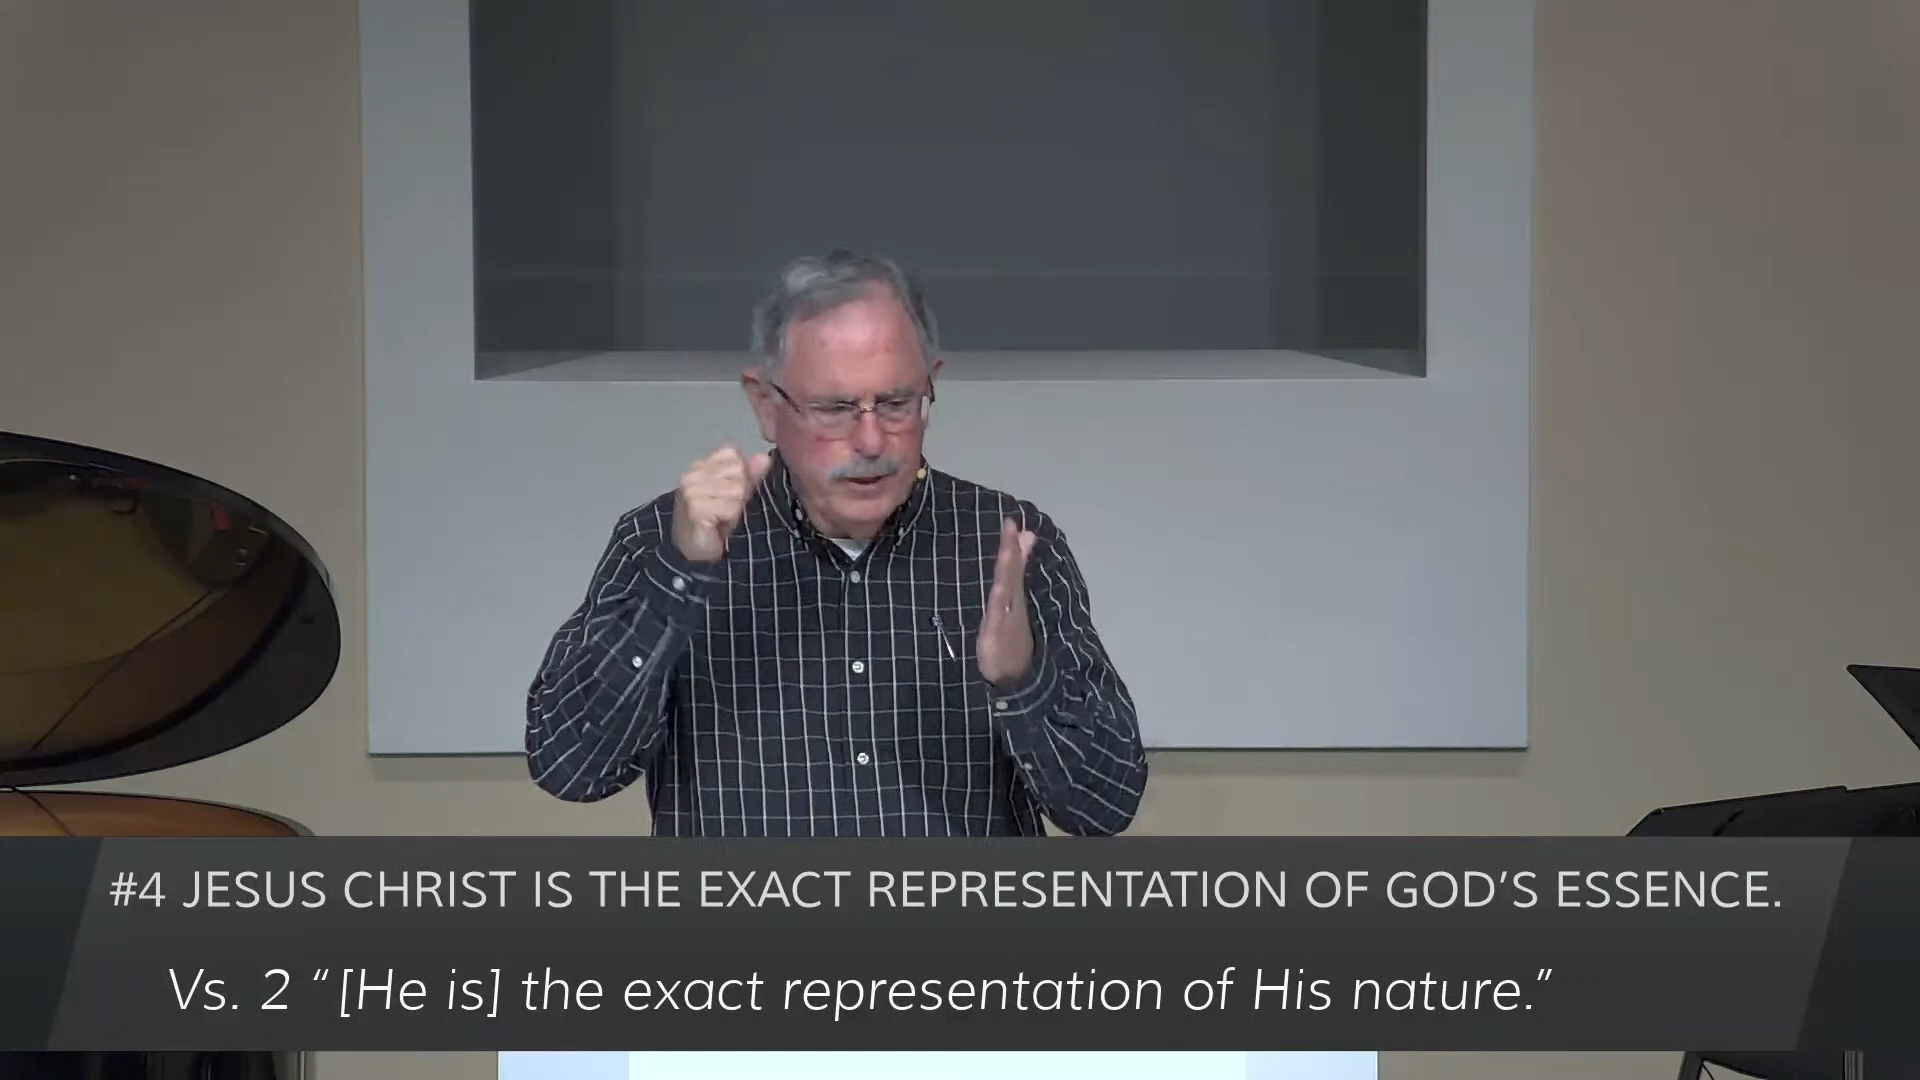 #4 JESUS CHRIST IS THE EXACT REPRESENTATION OF GOD’S ESSENCE.
Vs. 2 “[He is] the exact representation of His nature.”